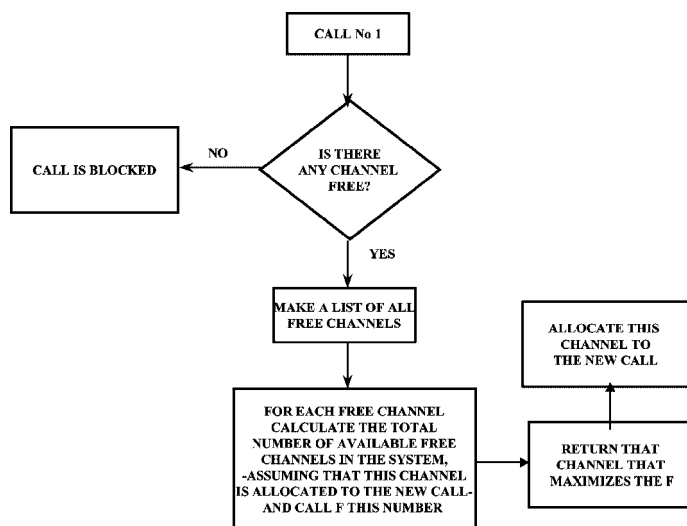 CALL No 1
IS THERE
ANY CHANNEL
FREE?
NO
CALL IS BLOCKED
YES
MAKE A LIST OF ALL
FREE CHANNELS
FOR EACH FREE CHANNEL
CALCULATE THE TOTAL
NUMBER OF AVAILABLE FREE
CHANNELS IN THE SYSTEM,
-ASSUMING THAT THIS CHANNEL
IS ALLOCATED TO THE NEW CALL-
AND CALL F THIS NUMBER
RETURN THAT
CHANNEL THAT
MAXIMIZES THE F
ALLOCATE THIS
CHANNEL TO
THE NEW CALL